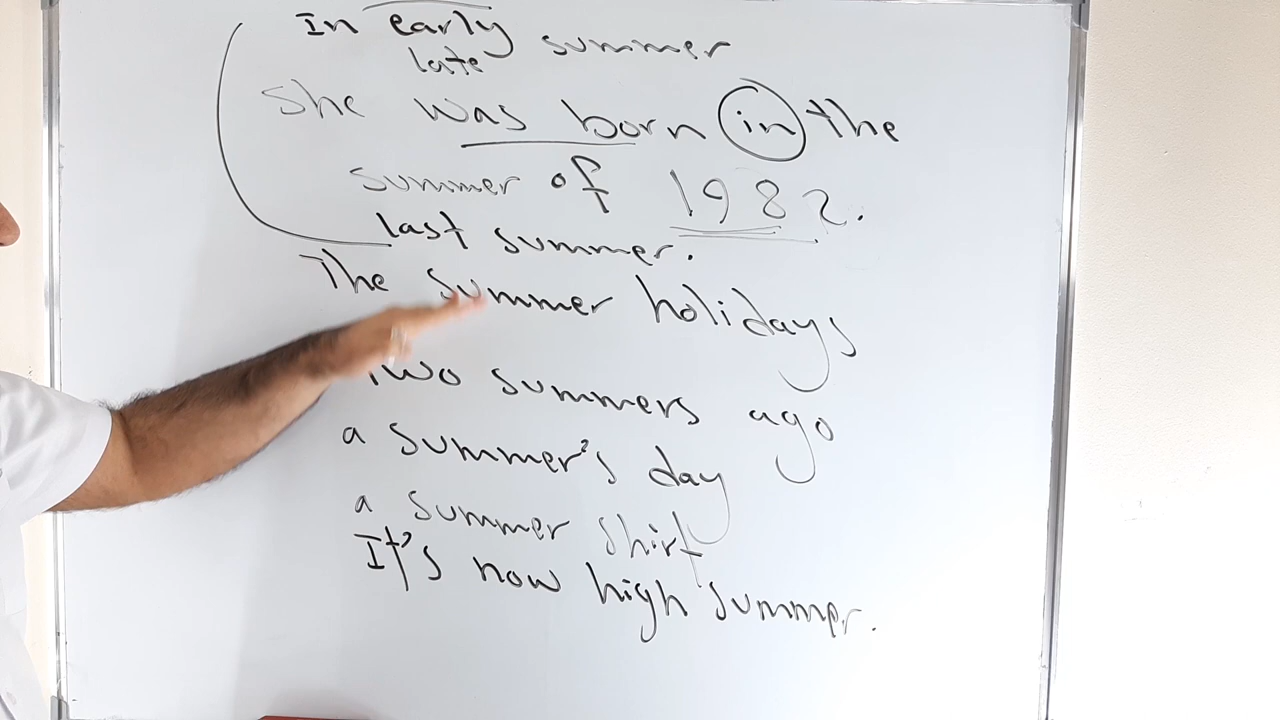 In early summer
late
She was born in the
summer of 1982.
last summer.
The summer holidays
Two summers ago
a summer's day
a summer shirt
It's now high summer.